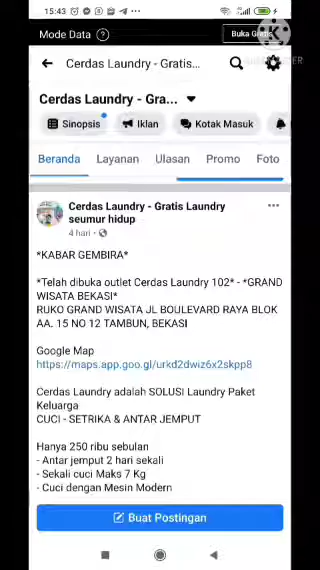 15:43
Mode Data ?
Buka Gratis
Cerdas Laundry - Gratis...
Cerdas Laundry - Gra...
Sinopsis
Iklan
Kotak Masuk
Beranda
Layanan
Ulasan
Promo
Foto
Cerdas Laundry - Gratis Laundry
seumur hidup
4 hari ·
*KABAR GEMBIRA*
*Telah dibuka outlet Cerdas Laundry 102* - *GRAND
WISATA BEKASI*
RUKO GRAND WISATA JL BOULEVARD RAYA BLOK
AA. 15 NO 12 TAMBUN, BEKASI
Google Map
https://maps.app.goo.gl/urkd2dwiz6x2skpp8
Cerdas Laundry adalah SOLUSI Laundry Paket
Keluarga
CUCI - SETRIKA & ANTAR JEMPUT
Hanya 250 ribu sebulan
- Antar jemput 2 hari sekali
- Sekali cuci Maks 7 Kg
- Cuci dengan Mesin Modern
Buat Postingan